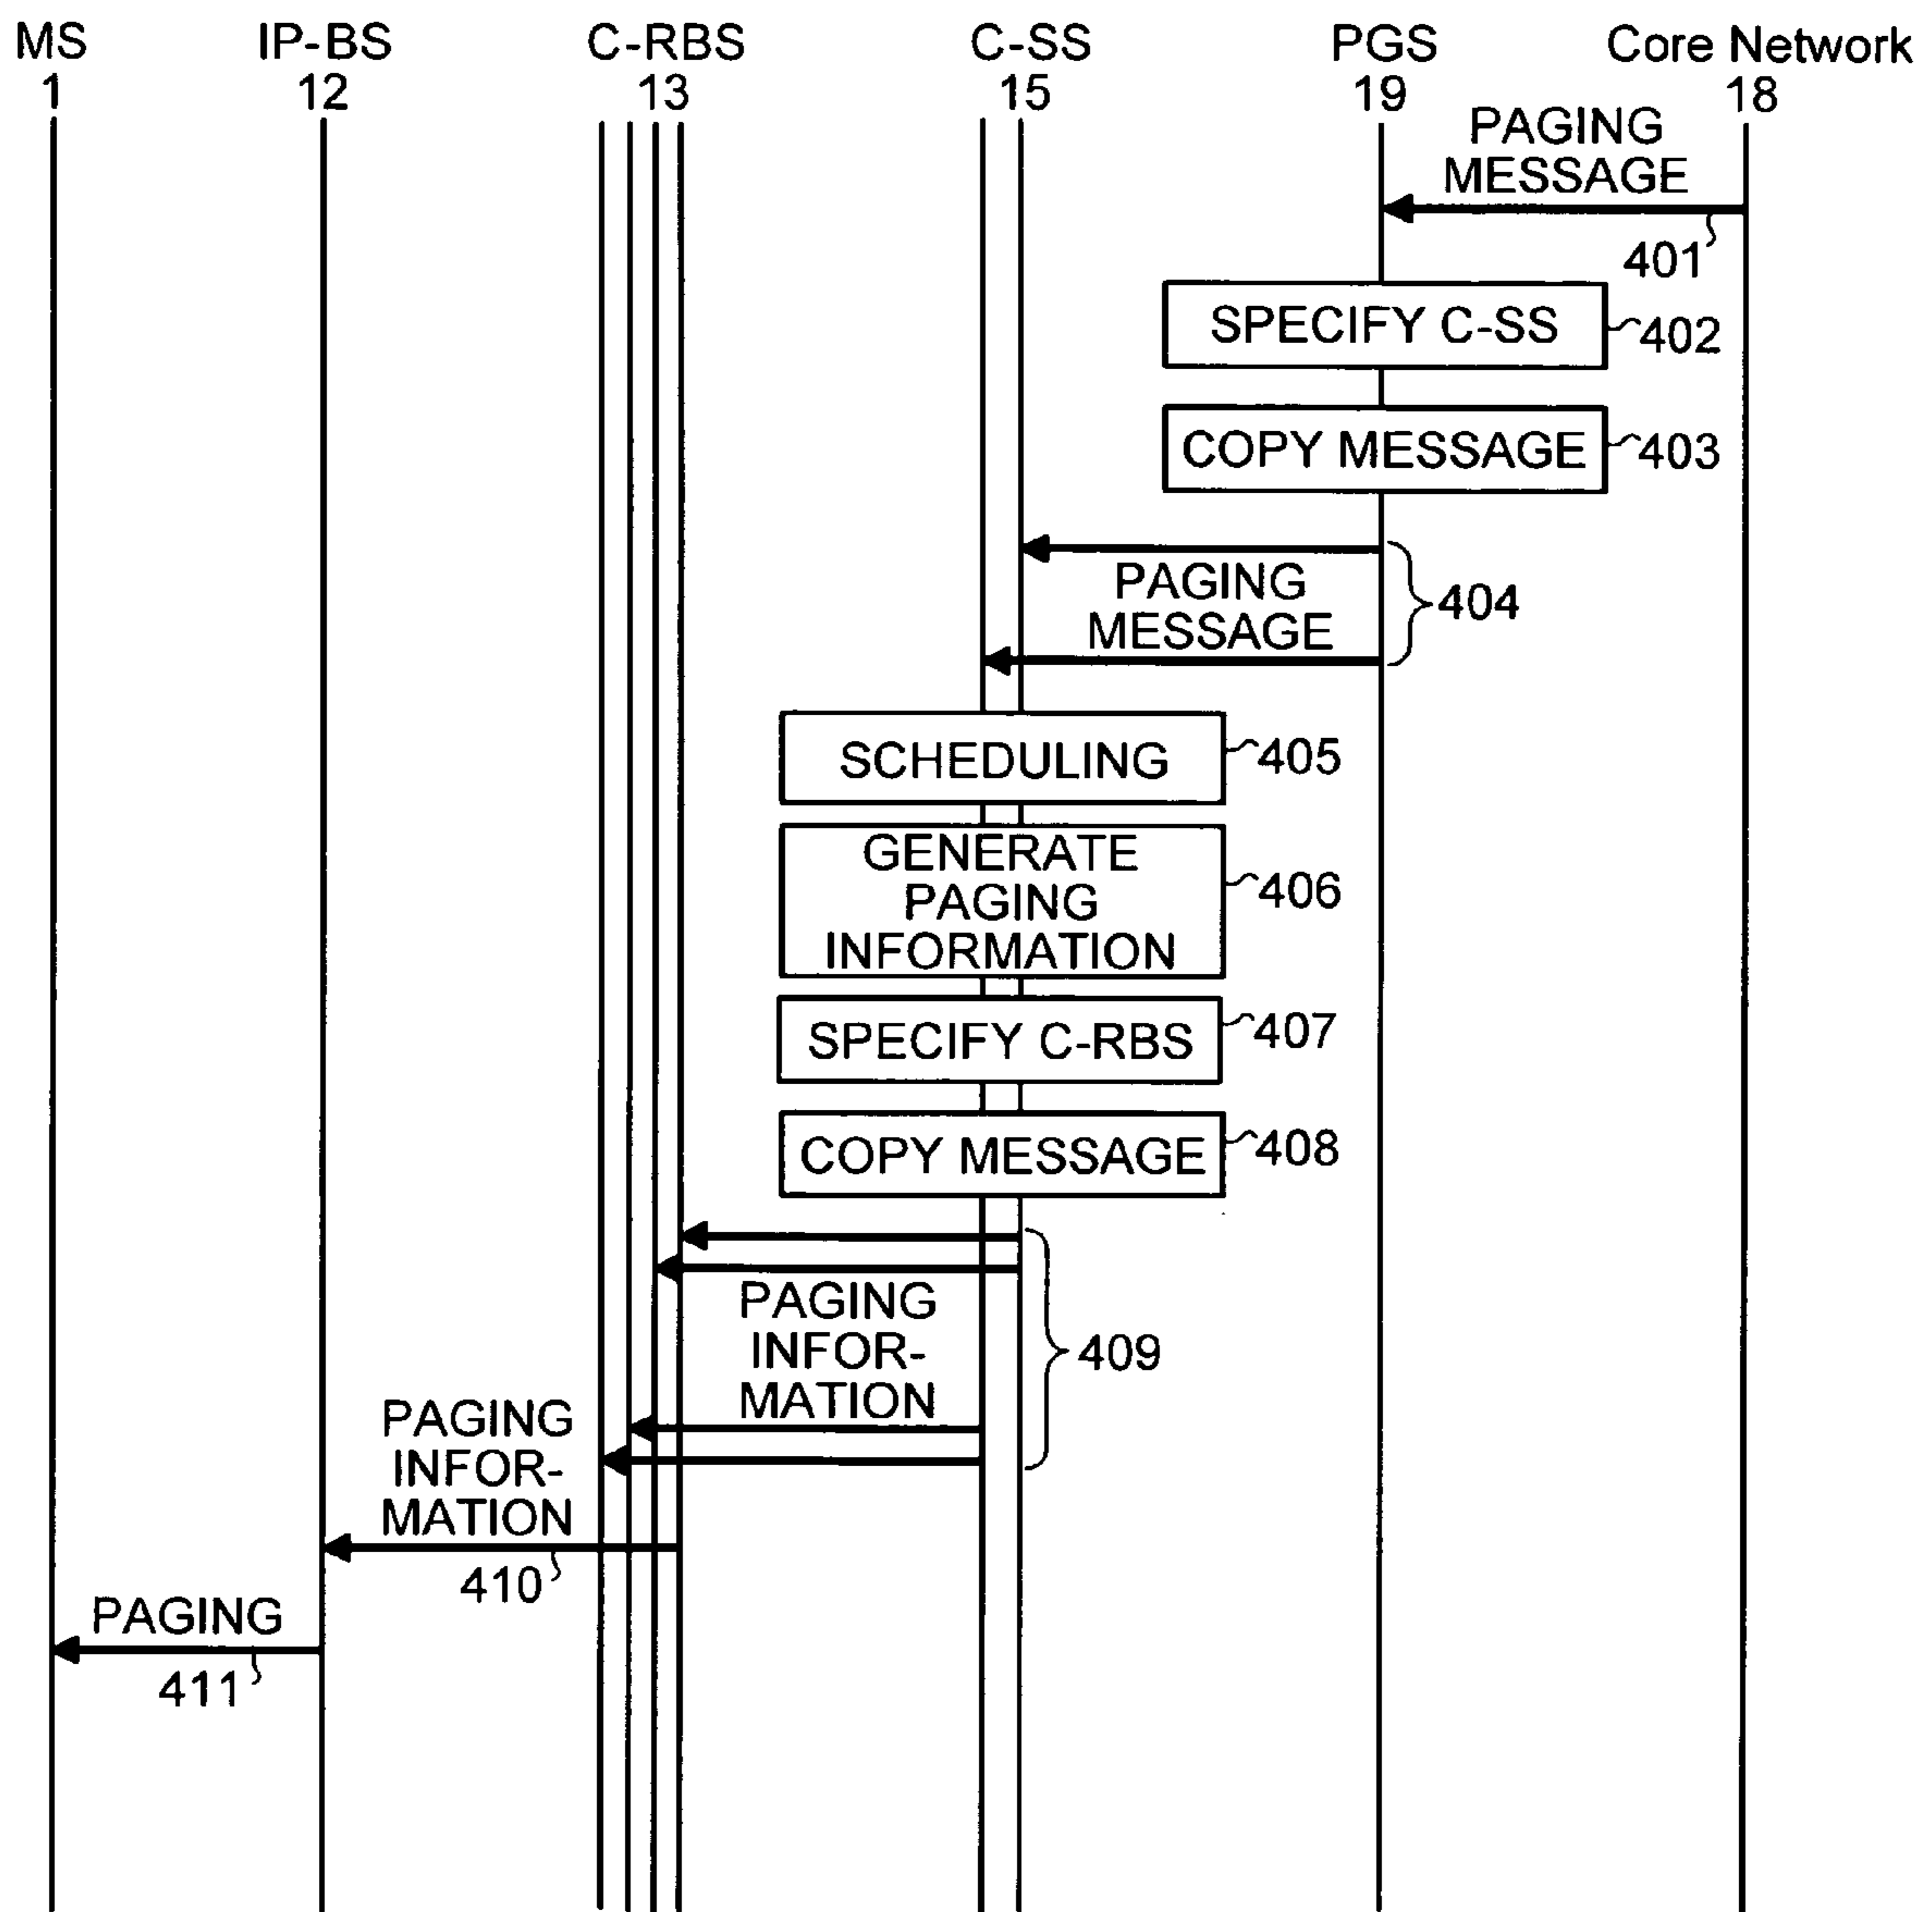 MS
1
IP-BS
12
C-RBS
13
C-SS
15
PGS
19
Core Network
18
PAGING
MESSAGE
401
SPECIFY C-SS
402
COPY MESSAGE
403
PAGING
MESSAGE
404
SCHEDULING
405
GENERATE
PAGING
INFORMATION
406
SPECIFY C-RBS
407
COPY MESSAGE
408
PAGING
INFOR-
MATION
409
PAGING
INFOR-
MATION
410
PAGING
411